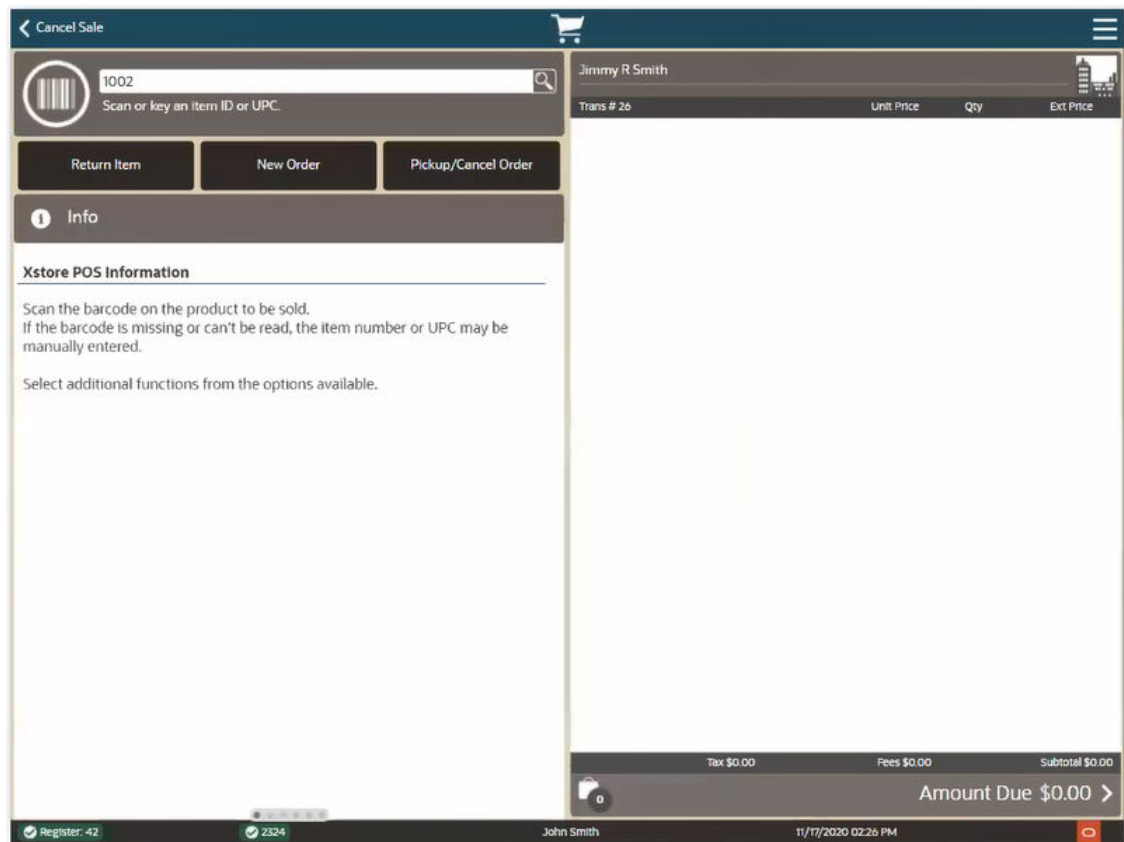 Cancel Sale
1002
Scan or key an item ID or UPC.
Return Item
New Order
Pickup/Cancel Order
Info
Xstore POS Information
Scan the barcode on the product to be sold.
If the barcode is missing or can't be read, the item number or UPC may be
manually entered.
Select additional functions from the options available.
Jimmy R Smith
Trans # 26 Unit Price Qty Ext Price
Tax $0.00 Fees $0.00 Subtotal $0.00
0
Amount Due $0.00
Register: 42 2324 John Smith 11/17/2020 02:26 PM